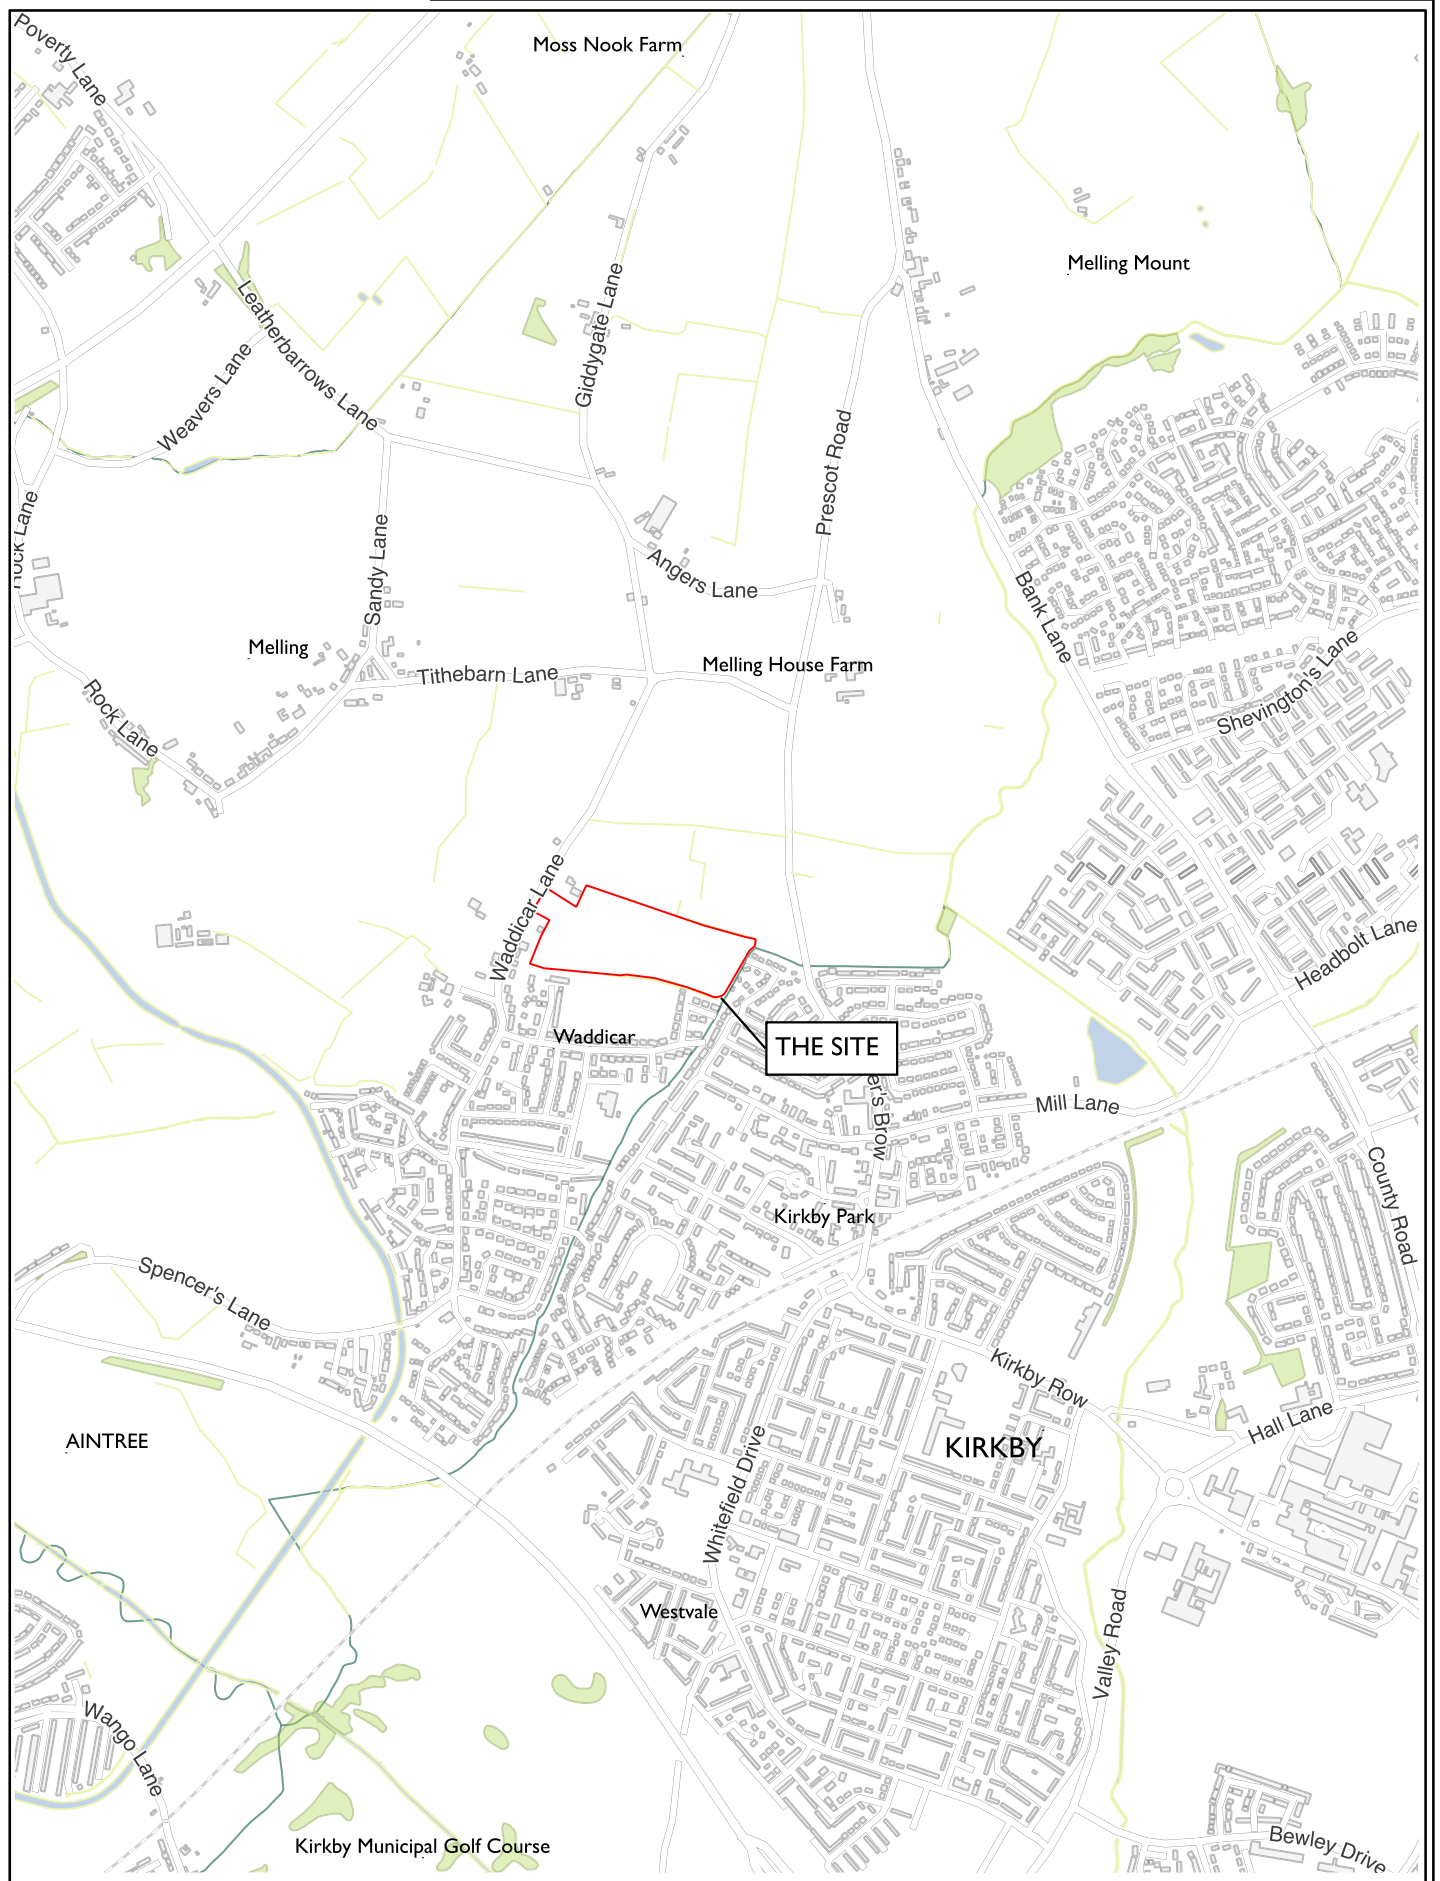 Poverty Lane
Moss Nook Farm
Melling Mount
Leatherbarrows Lane
Giddygate Lane
Weavers Lane
Prescot Road
Rock Lane
Sandy Lane
Angers Lane
Bank Lane
Melling
Tithebarn Lane
Melling House Farm
Shevington's Lane
Rock Lane
Waddicar Lane
Headbolt Lane
Waddicar
THE SITE
er's Brow
Mill Lane
County Road
Kirkby Park
Spencer's Lane
Kirkby Row
Hall Lane
AINTREE
KIRKBY
Whitefield Drive
Westvale
Valley Road
Wango Lane
Kirkby Municipal Golf Course
Bewley Drive